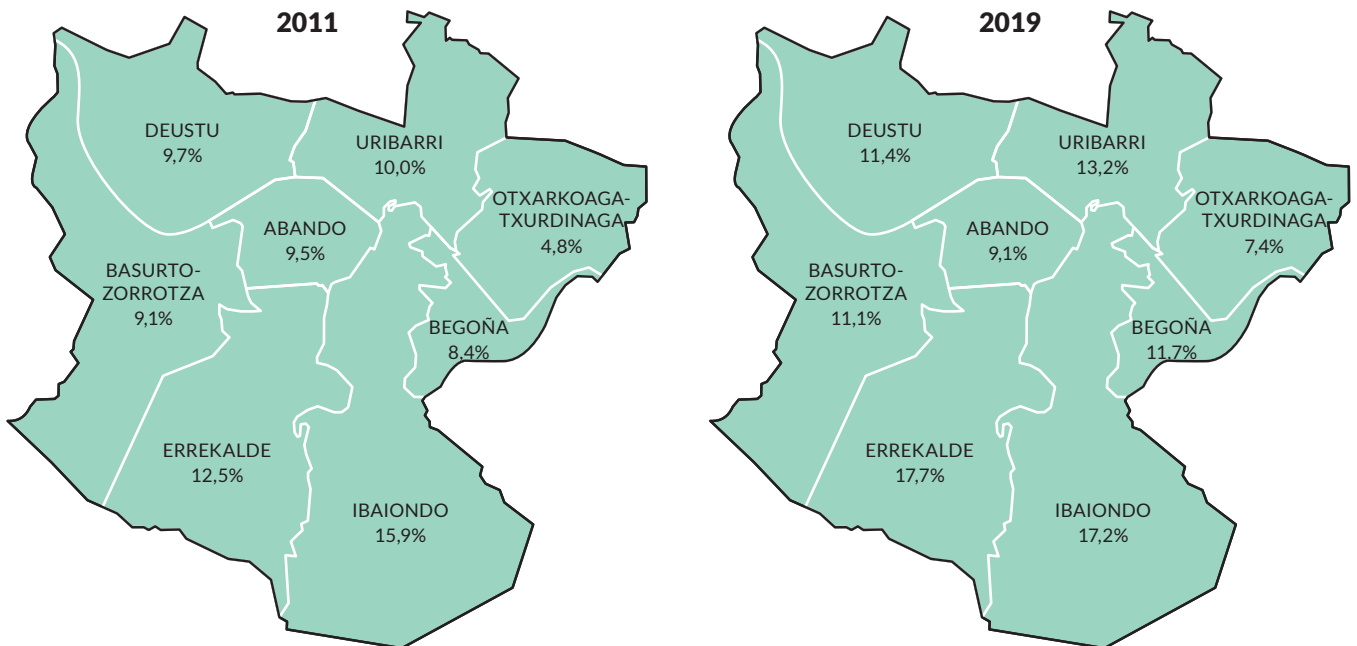 2011
DEUSTU
9,7%
URIBARRI
10,0%
OTXARKOAGA-
TXURDINAGA
4,8%
ABANDO
9,5%
BASURTO-
ZORROTZA
9,1%
BEGOÑA
8,4%
ERREKALDE
12,5%
IBAIONDO
15,9%
2019
DEUSTU
11,4%
URIBARRI
13,2%
OTXARKOAGA-
TXURDINAGA
7,4%
ABANDO
9,1%
BASURTO-
ZORROTZA
11,1%
BEGOÑA
11,7%
ERREKALDE
17,7%
IBAIONDO
17,2%